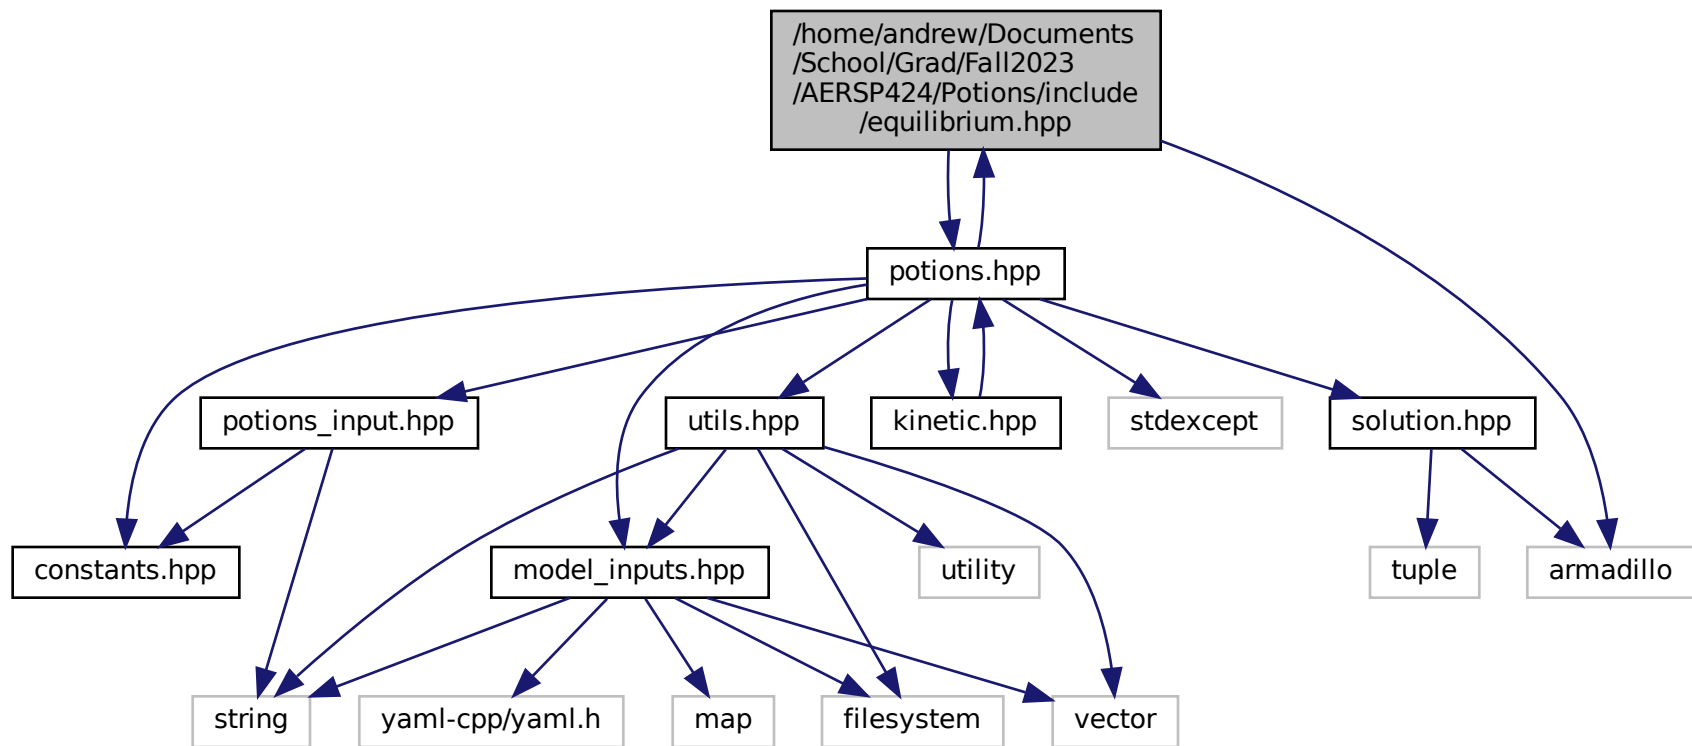 /home/andrew/Documents
/School/Grad/Fall2023
/AERSP424/Potions/include
/equilibrium.hpp
potions.hpp
potions_input.hpp
utils.hpp
kinetic.hpp
stdexcept
solution.hpp
constants.hpp
model_inputs.hpp
utility
tuple
armadillo
string
yaml-cpp/yaml.h
map
filesystem
vector